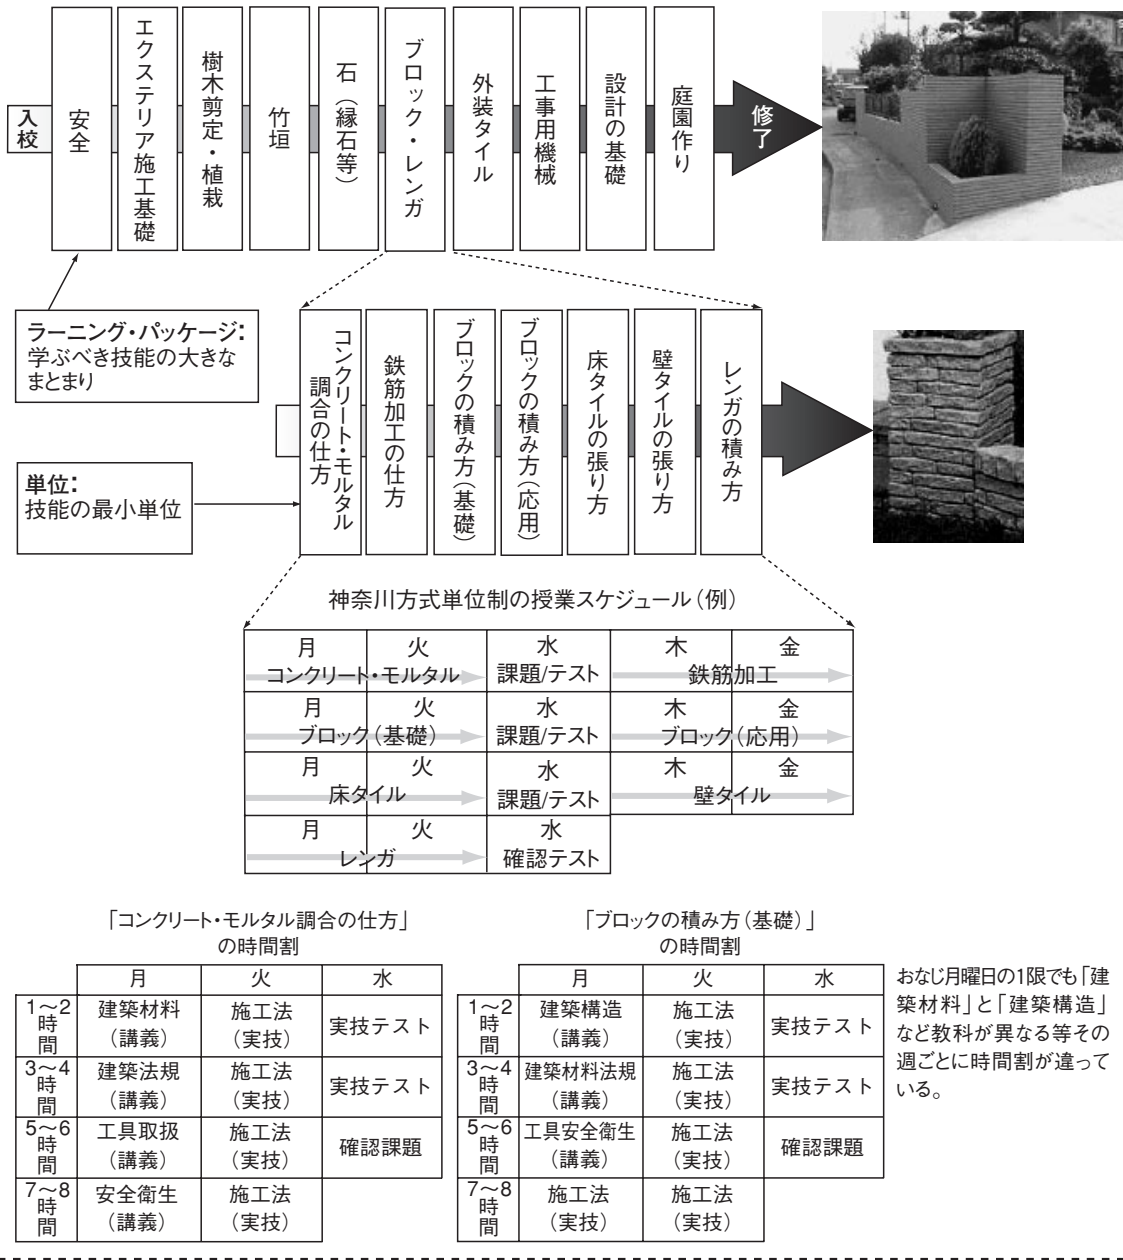 入校
安全
エクステリア施工基礎
樹木剪定・植栽
竹垣
石（縁石等）
ブロック・レンガ
外装タイル
工事用機械
設計の基礎
庭園作り
修了
ラーニング・パッケージ：
学ぶべき技能の大きな
まとまり
単位：
技能の最小単位
コンクリート・モルタル
調合の仕方
鉄筋加工の仕方
ブロックの積み方（基礎）
ブロックの積み方（応用）
床タイルの張り方
壁タイルの張り方
レンガの積み方
神奈川方式単位制の授業スケジュール（例）
月 火 水 木 金
コンクリート・モルタル 課題/テスト 鉄筋加工
月 火 水 木 金
ブロック（基礎） 課題/テスト ブロック（応用）
月 火 水 木 金
床タイル 課題/テスト 壁タイル
月 火 水
レンガ 確認テスト
「コンクリート・モルタル調合の仕方」
の時間割
月 火 水
1～2時間 建築材料（講義） 施工法（実技） 実技テスト
3～4時間 建築法規（講義） 施工法（実技） 実技テスト
5～6時間 工具取扱（講義） 施工法（実技） 確認課題
7～8時間 安全衛生（講義） 施工法（実技）
「ブロックの積み方（基礎）」
の時間割
月 火 水
1～2時間 建築構造（講義） 施工法（実技） 実技テスト
3～4時間 建築材料法規（講義） 施工法（実技） 実技テスト
5～6時間 工具安全衛生（講義） 施工法（実技） 確認課題
7～8時間 施工法（実技） 施工法（実技）
おなじ月曜日の1限でも「建
築材料」と「建築構造」
など教科が異なる等その
週ごとに時間割が違って
いる。